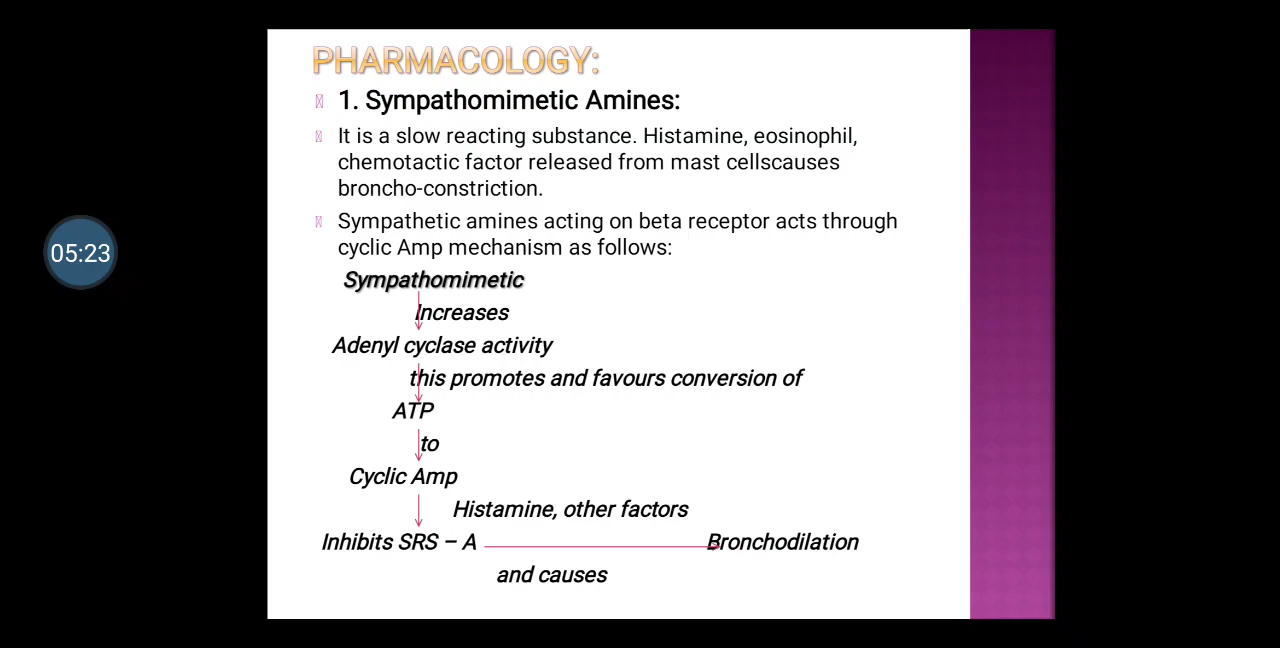 PHARMACOLOGY:
1. Sympathomimetic Amines:
It is a slow reacting substance. Histamine, eosinophil,
chemotactic factor released from mast cellscauses
broncho-constriction.
05:23
Sympathetic amines acting on beta receptor acts through
cyclic Amp mechanism as follows:
Sympathomimetic
Increases
Adenyl cyclase activity
this promotes and favours conversion of
ATP
to
Cyclic Amp
Histamine, other factors
Inhibits SRS – A Bronchodilation
and causes